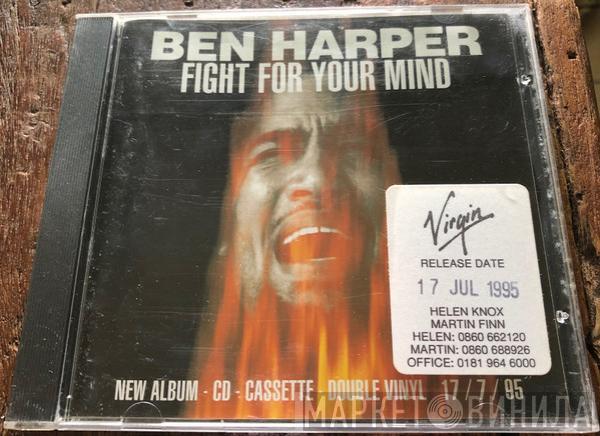 BEN HARPER
FIGHT FOR YOUR MIND
Virgin
RELEASE DATE
17 JUL 1995
HELEN KNOX
MARTIN FINN
HELEN: 0860 662120
MARTIN: 0860 688926
OFFICE: 0181 964 6000
NEW ALBUM - CD - CASSETTE - DOUBLE VINYL 17/7/95
МАРКЕТ ВИНИЛА